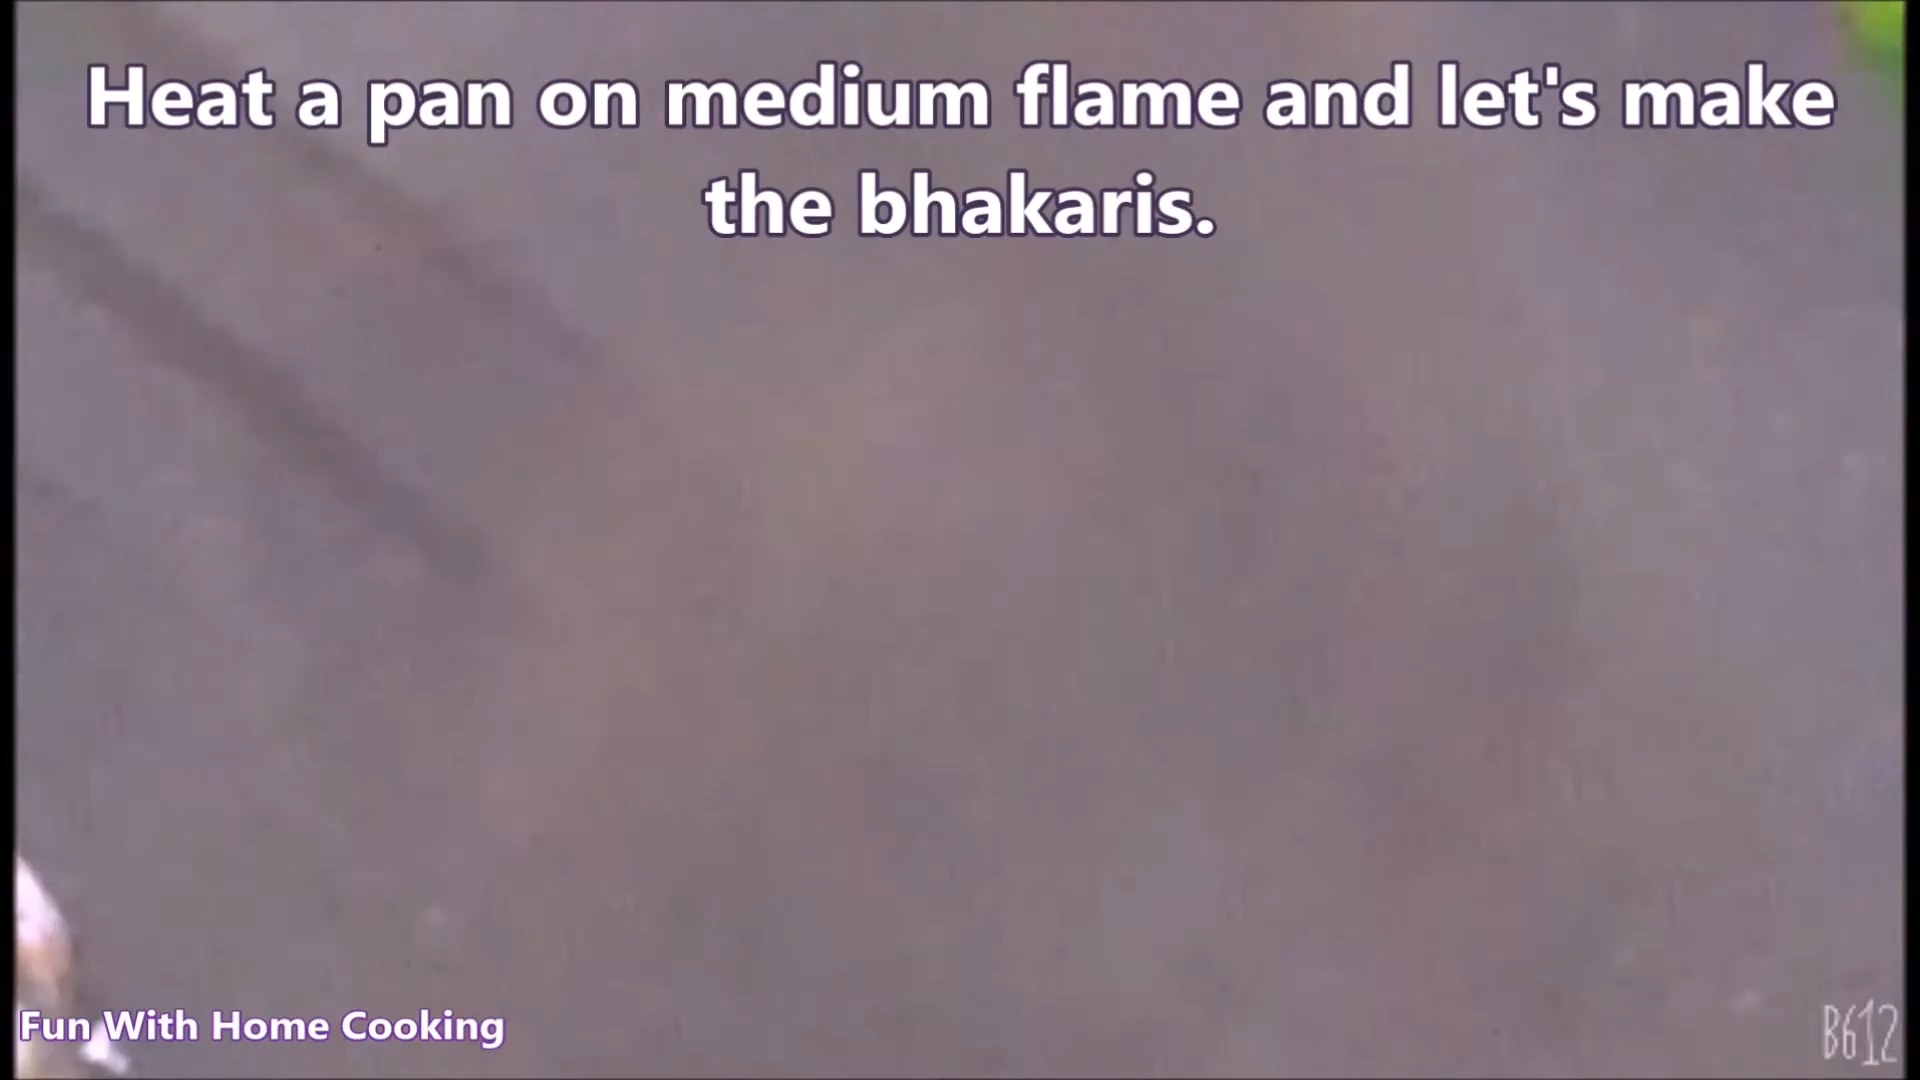 Heat a pan on medium flame and let's make
the bhakaris.
Fun With Home Cooking
B612